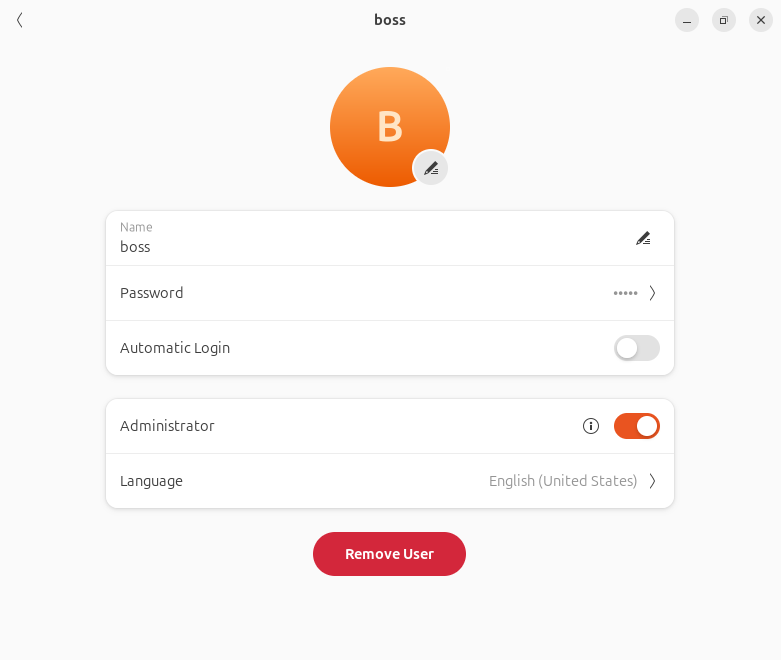 boss
B
Name
boss
Password
•••••
Automatic Login
Administrator
Language English (United States)
Remove User